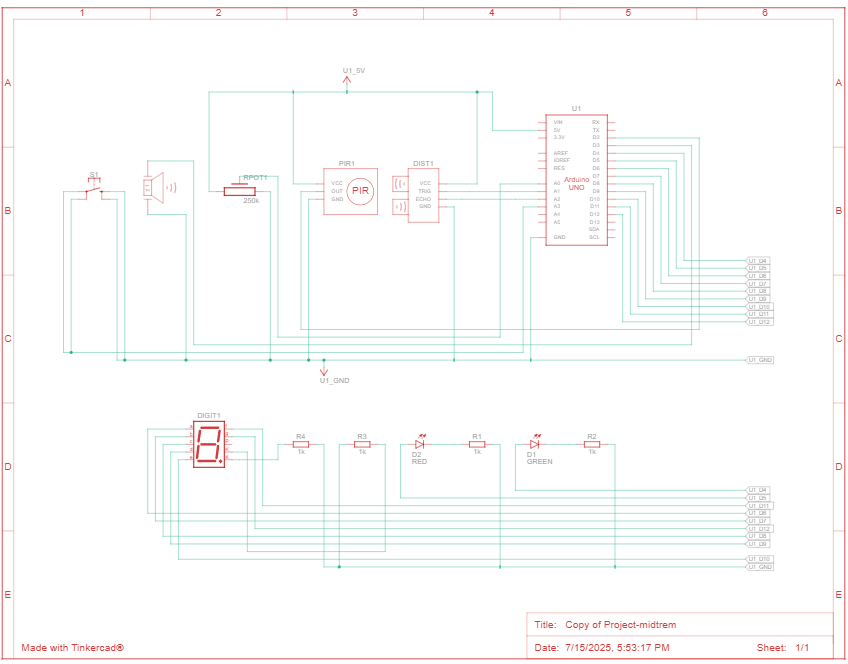 1 2 3 4 5 6
A A
B B
C C
D D
E E
U1_5V
U1
VIN
5V
3.3V
AREF
IOREF
RES
A0
A1
A2
A3
A4
A5
GND
RX
TX
D2
D3
D4
D5
D6
D7
D8
D9
D10
D11
D12
D13
SDA
SCL
Arduino
UNO
S1
RPOT1
250k
PIR1
VCC
OUT
GND
PIR
DIST1
VCC
TRIG
ECHO
GND
U1_D4
U1_D5
U1_D6
U1_D7
U1_D8
U1_D9
U1_D10
U1_D11
U1_D12
U1_GND
U1_GND
DIGIT1
R4
1k
R3
1k
D2
RED
R1
1k
D1
GREEN
R2
1k
U1_D4
U1_D5
U1_D11
U1_D6
U1_D7
U1_D12
U1_D8
U1_D9
U1_D10
U1_GND
Title: Copy of Project-midtrem
Made with Tinkercad®
Date: 7/15/2025, 5:53:17 PM Sheet: 1/1